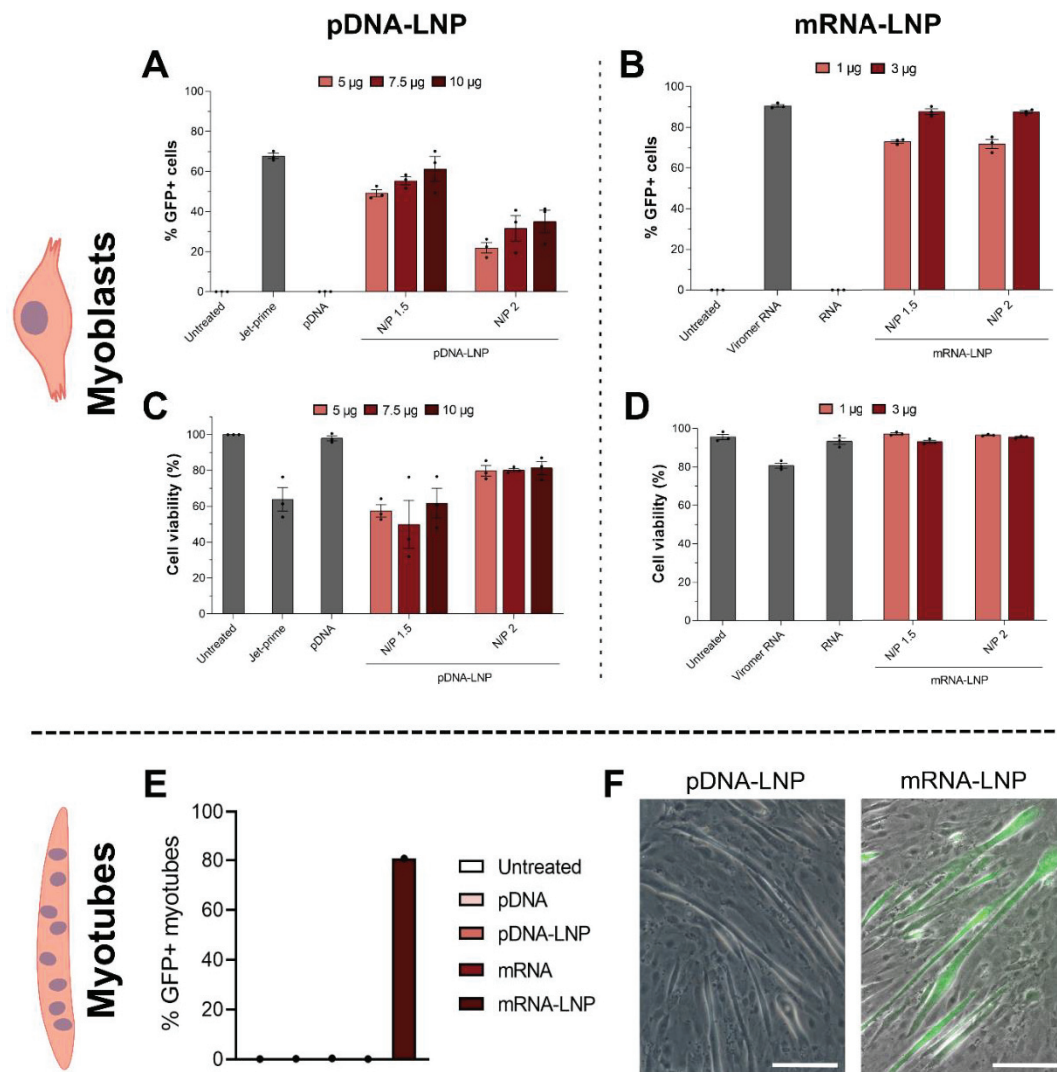 pDNA-LNP
mRNA-LNP
Myoblasts
A
5 µg 7.5 µg 10 µg
% GFP+ cells
100
80
60
40
20
0
Untreated
Jet-prime
pDNA
N/P 1.5
N/P 2
pDNA-LNP
B
1 µg 3 µg
% GFP+ cells
100
80
60
40
20
0
Untreated
Viromer RNA
RNA
N/P 1.5
N/P 2
mRNA-LNP
C
5 µg 7.5 µg 10 µg
Cell viability (%)
100
80
60
40
20
0
Untreated
Jet-prime
pDNA
N/P 1.5
N/P 2
pDNA-LNP
D
1 µg 3 µg
Cell viability (%)
100
80
60
40
20
0
Untreated
Viromer RNA
RNA
N/P 1.5
N/P 2
mRNA-LNP
Myotubes
E
% GFP+ myotubes
100
80
60
40
20
0
Untreated
pDNA
pDNA-LNP
mRNA
mRNA-LNP
F
pDNA-LNP
mRNA-LNP